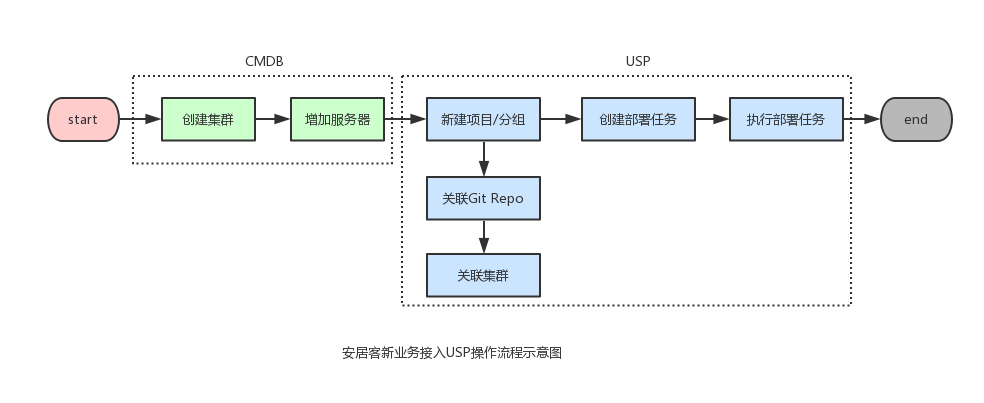 CMDB
USP
start
创建集群
增加服务器
新建项目/分组
创建部署任务
执行部署任务
end
关联Git Repo
关联集群
安居客新业务接入USP操作流程示意图